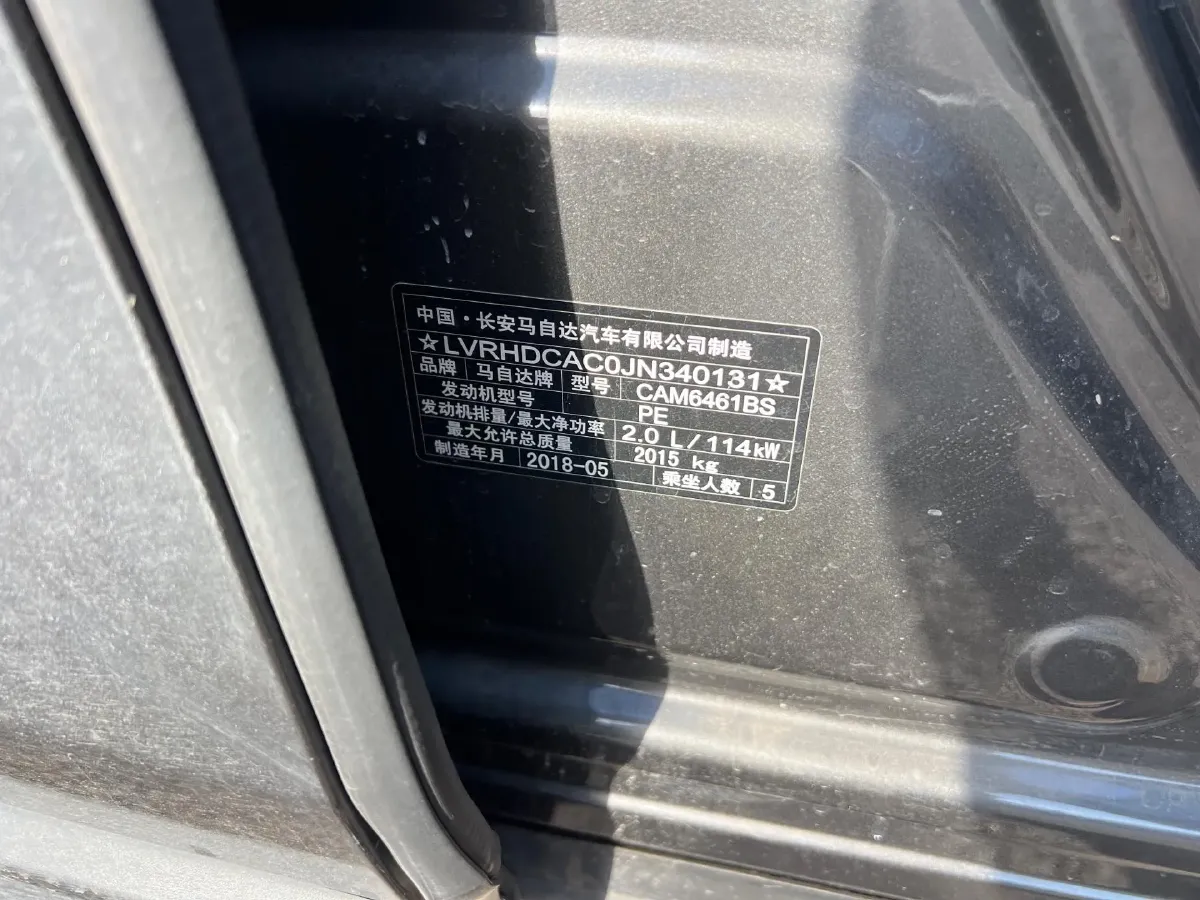 中国·长安马自达汽车有限公司制造
☆LVRHDCAC0JN340131☆
品牌 马自达牌 型号 CAM6461BS
发动机型号 PE
发动机排量/最大净功率 2.0 L/114kW
最大允许总质量 2015 kg
制造年月 2018-05 乘坐人数 5